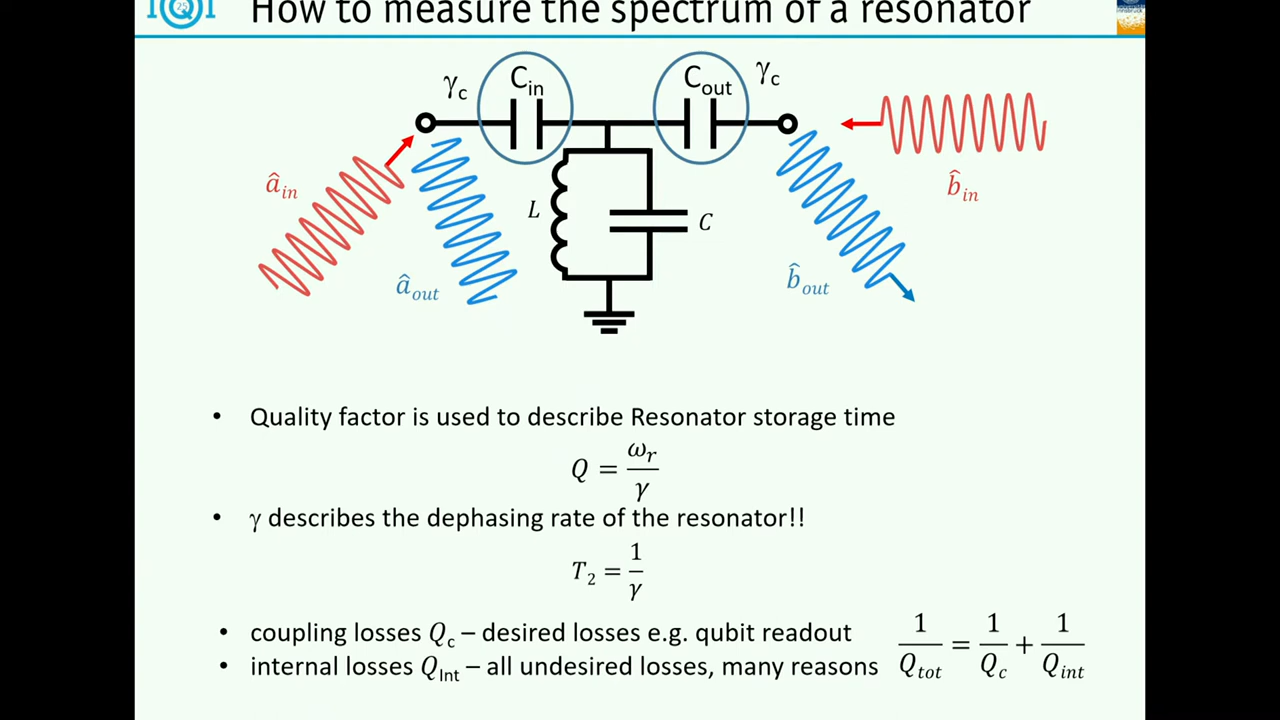 How to measure the spectrum of a resonator
γc Cin Cout γc
âin
b̂in
L
C
âout
b̂out
• Quality factor is used to describe Resonator storage time
Q = ωr/γ
• γ describes the dephasing rate of the resonator!!
T2 = 1/γ
• coupling losses Qc – desired losses e.g. qubit readout
• internal losses QInt – all undesired losses, many reasons
1/Qtot = 1/Qc + 1/Qint